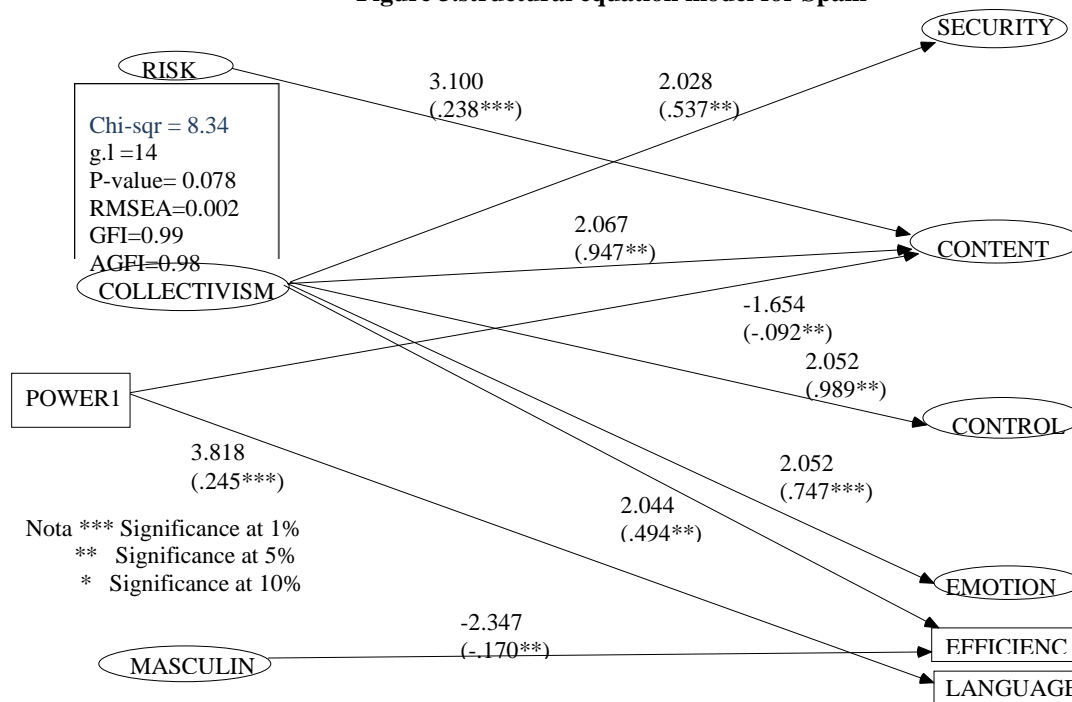 Figure 3.structural equation model for Spain
SECURITY
RISK
3.100
(.238***)
2.028
(.537**)
Chi-sqr = 8.34
g.l =14
P-value= 0.078
RMSEA=0.002
GFI=0.99
AGFI=0.98
2.067
(.947**)
CONTENT
COLLECTIVISM
-1.654
(-.092**)
2.052
(.989**)
POWER1
CONTROL
3.818
(.245***)
2.052
(.747***)
2.044
(.494**)
Nota *** Significance at 1%
** Significance at 5%
* Significance at 10%
EMOTION
-2.347
(-.170**)
EFFICIENC
MASCULIN
LANGUAGE